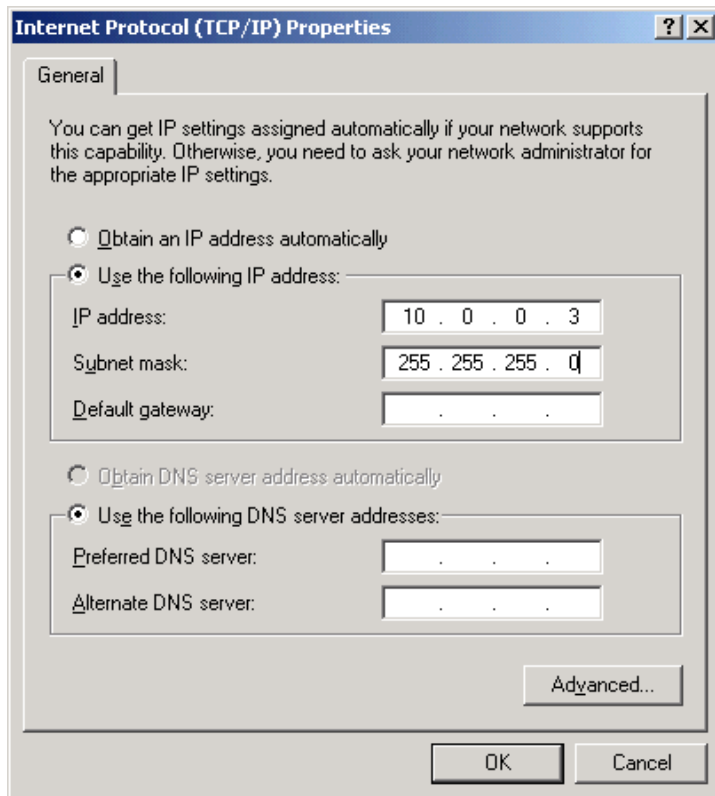 Internet Protocol (TCP/IP) Properties
General
You can get IP settings assigned automatically if your network supports
this capability. Otherwise, you need to ask your network administrator for
the appropriate IP settings.
Obtain an IP address automatically
Use the following IP address:
IP address: 10 . 0 . 0 . 3
Subnet mask: 255 . 255 . 255 . 0
Default gateway: . . .
Obtain DNS server address automatically
Use the following DNS server addresses:
Preferred DNS server: . . .
Alternate DNS server: . . .
Advanced...
OK Cancel